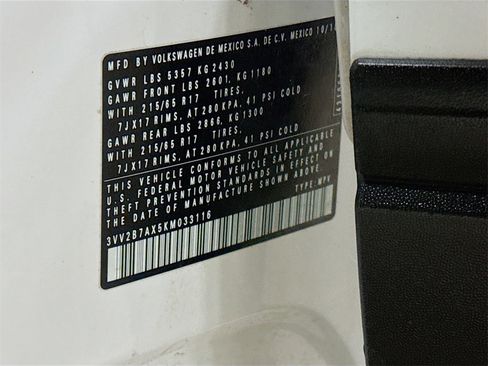 MFD BY VOLKSWAGEN DE MEXICO S.A. DE C.V. MEXICO 10/1
GVWR LBS 5357 KG 2430
GAWR FRONT LBS 2601, KG 1180
WITH 215/65 R17 TIRES,
7JX17 RIMS, AT 280 KPA, 41 PSI COLD
GAWR REAR LBS 2866, KG 1300
WITH 215/65 R17 TIRES,
7JX17 RIMS, AT 280 KPA, 41 PSI COLD
THIS VEHICLE CONFORMS TO ALL APPLICABLE
U.S. FEDERAL MOTOR VEHICLE SAFETY AND
THEFT PREVENTION STANDARDS IN EFFECT ON
THE DATE OF MANUFACTURE SHOWN ABOVE.
3VV2B7AX5KM033116 TYPE: MPV